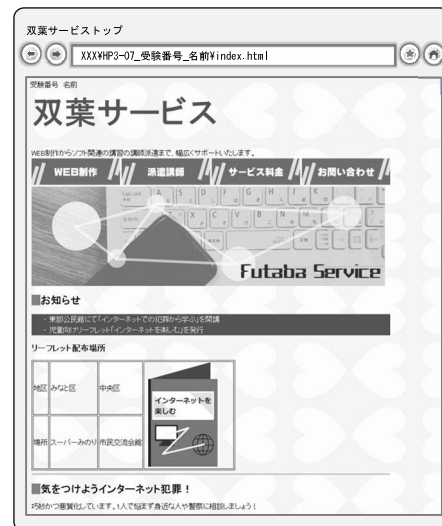 双葉サービストップ
XXX¥HP3-07_受験番号_名前¥index.html
受験番号 名前
双葉サービス
WEB制作からソフト関連の講習の講師派遣まで、幅広くサポートいたします。
WEB制作 派遣講師 サービス料金 お問い合わせ
Futaba Service
■お知らせ
・東部公民館にて「インターネットでの犯罪から学ぶ」を開講
・児童向けリーフレット「インターネットを楽しむ」を発行
リーフレット配布場所
地区 みなと区 中央区
インターネットを
楽しむ
場所 スーパーみのり 市民交流会館
■気をつけようインターネット犯罪！
巧妙かつ悪質化しています。1人で悩まず身近な人や警察に相談しましょう！